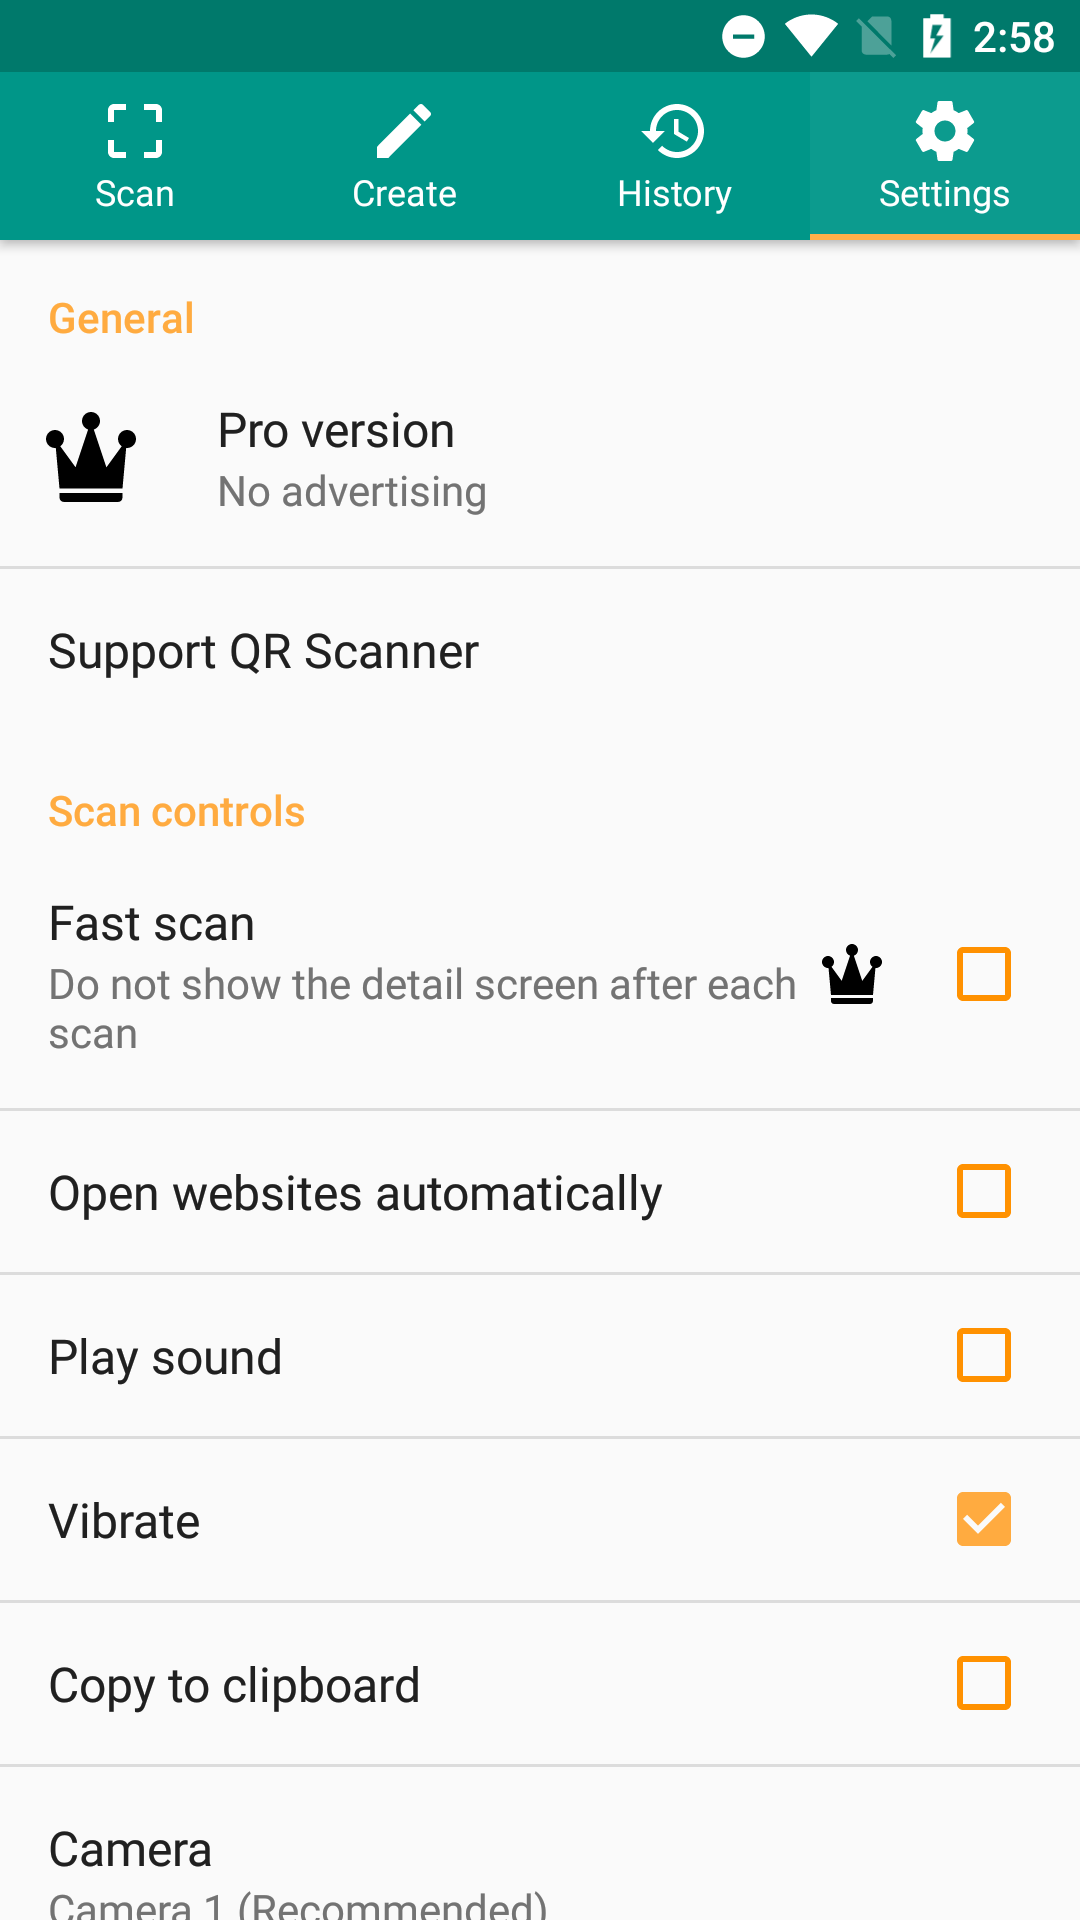 2:58
Scan
Create
History
Settings
General
Pro version
No advertising
Support QR Scanner
Scan controls
Fast scan
Do not show the detail screen after each
scan
Open websites automatically
Play sound
Vibrate
Copy to clipboard
Camera
Camera 1 (Recommended)